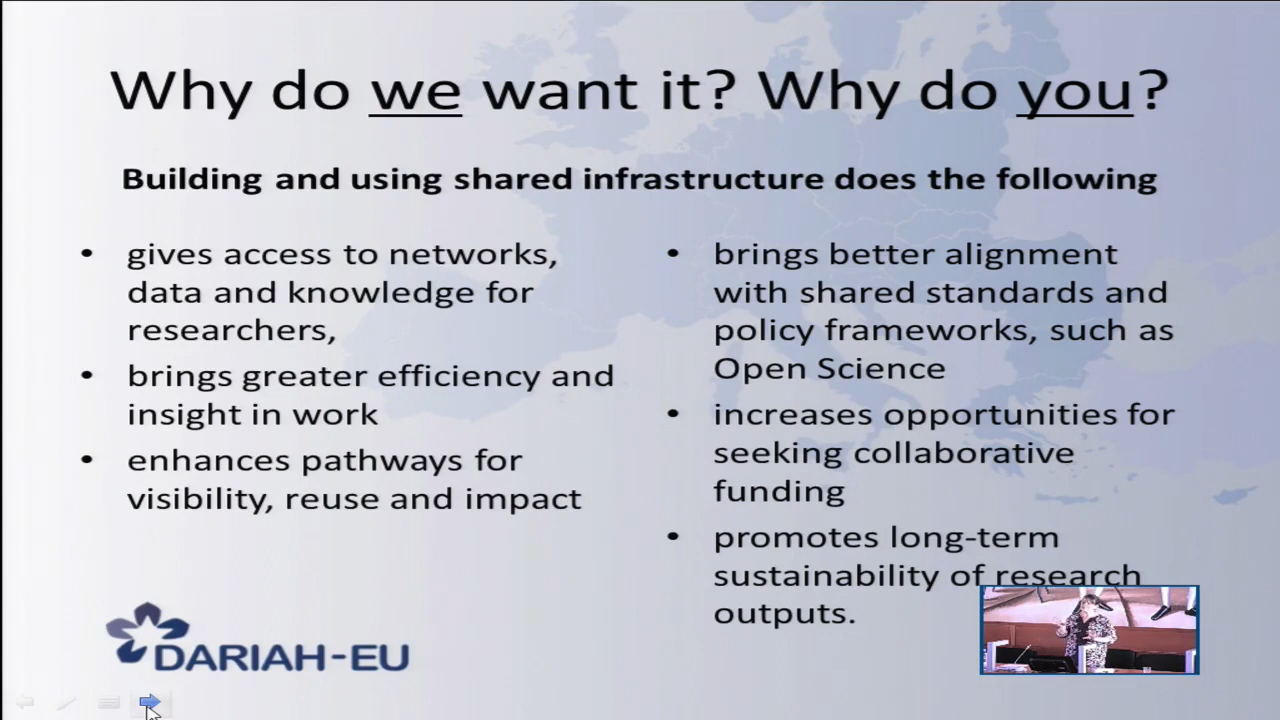 Why do we want it? Why do you?
Building and using shared infrastructure does the following
• gives access to networks,
data and knowledge for
researchers,
• brings greater efficiency and
insight in work
• enhances pathways for
visibility, reuse and impact
• brings better alignment
with shared standards and
policy frameworks, such as
Open Science
• increases opportunities for
seeking collaborative
funding
• promotes long-term
sustainability of research
outputs.
DARIAH-EU